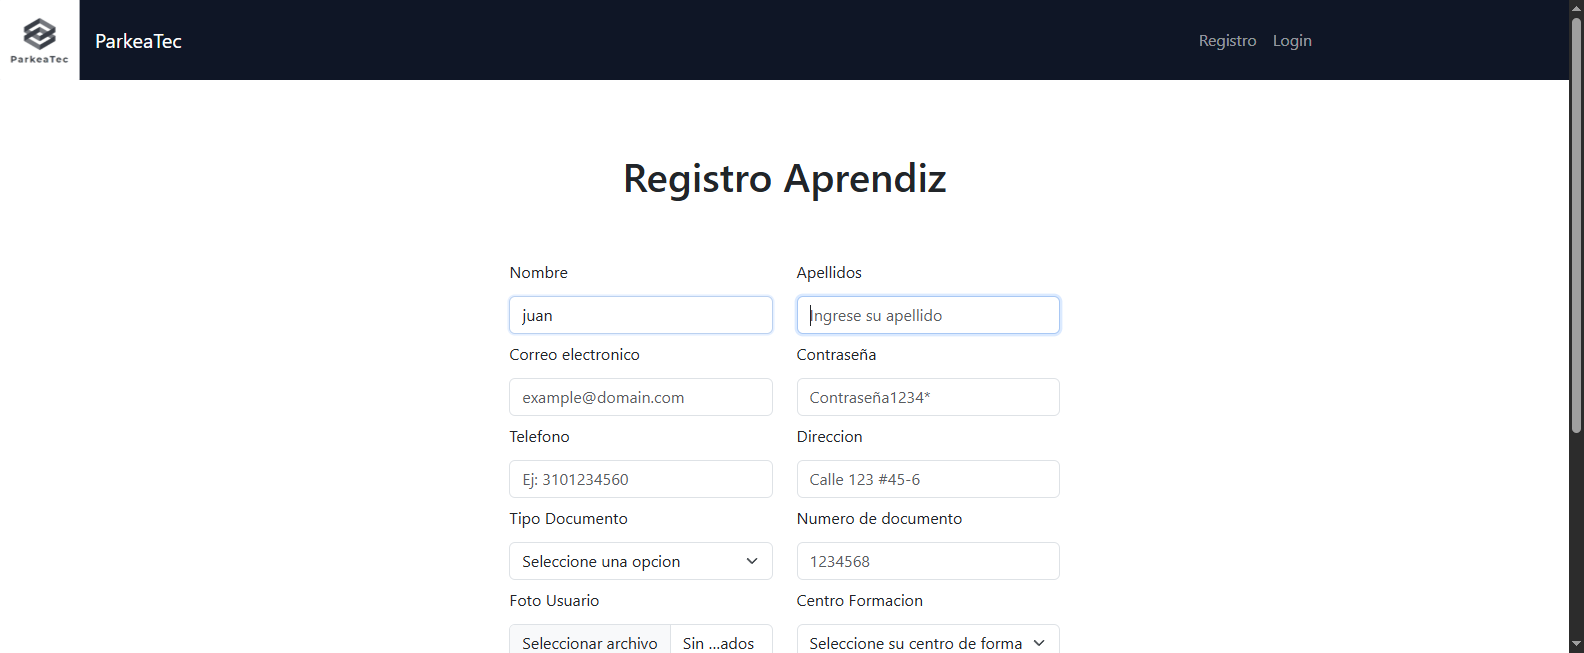 ParkeaTec
ParkeaTec
Registro Login
Registro Aprendiz
Nombre Apellidos
juan Ingrese su apellido
Correo electronico Contraseña
example@domain.com Contraseña1234*
Telefono Direccion
Ej: 3101234560 Calle 123 #45-6
Tipo Documento Numero de documento
Seleccione una opcion 1234568
Foto Usuario Centro Formacion
Seleccionar archivo Sin ...ados Seleccione su centro de forma